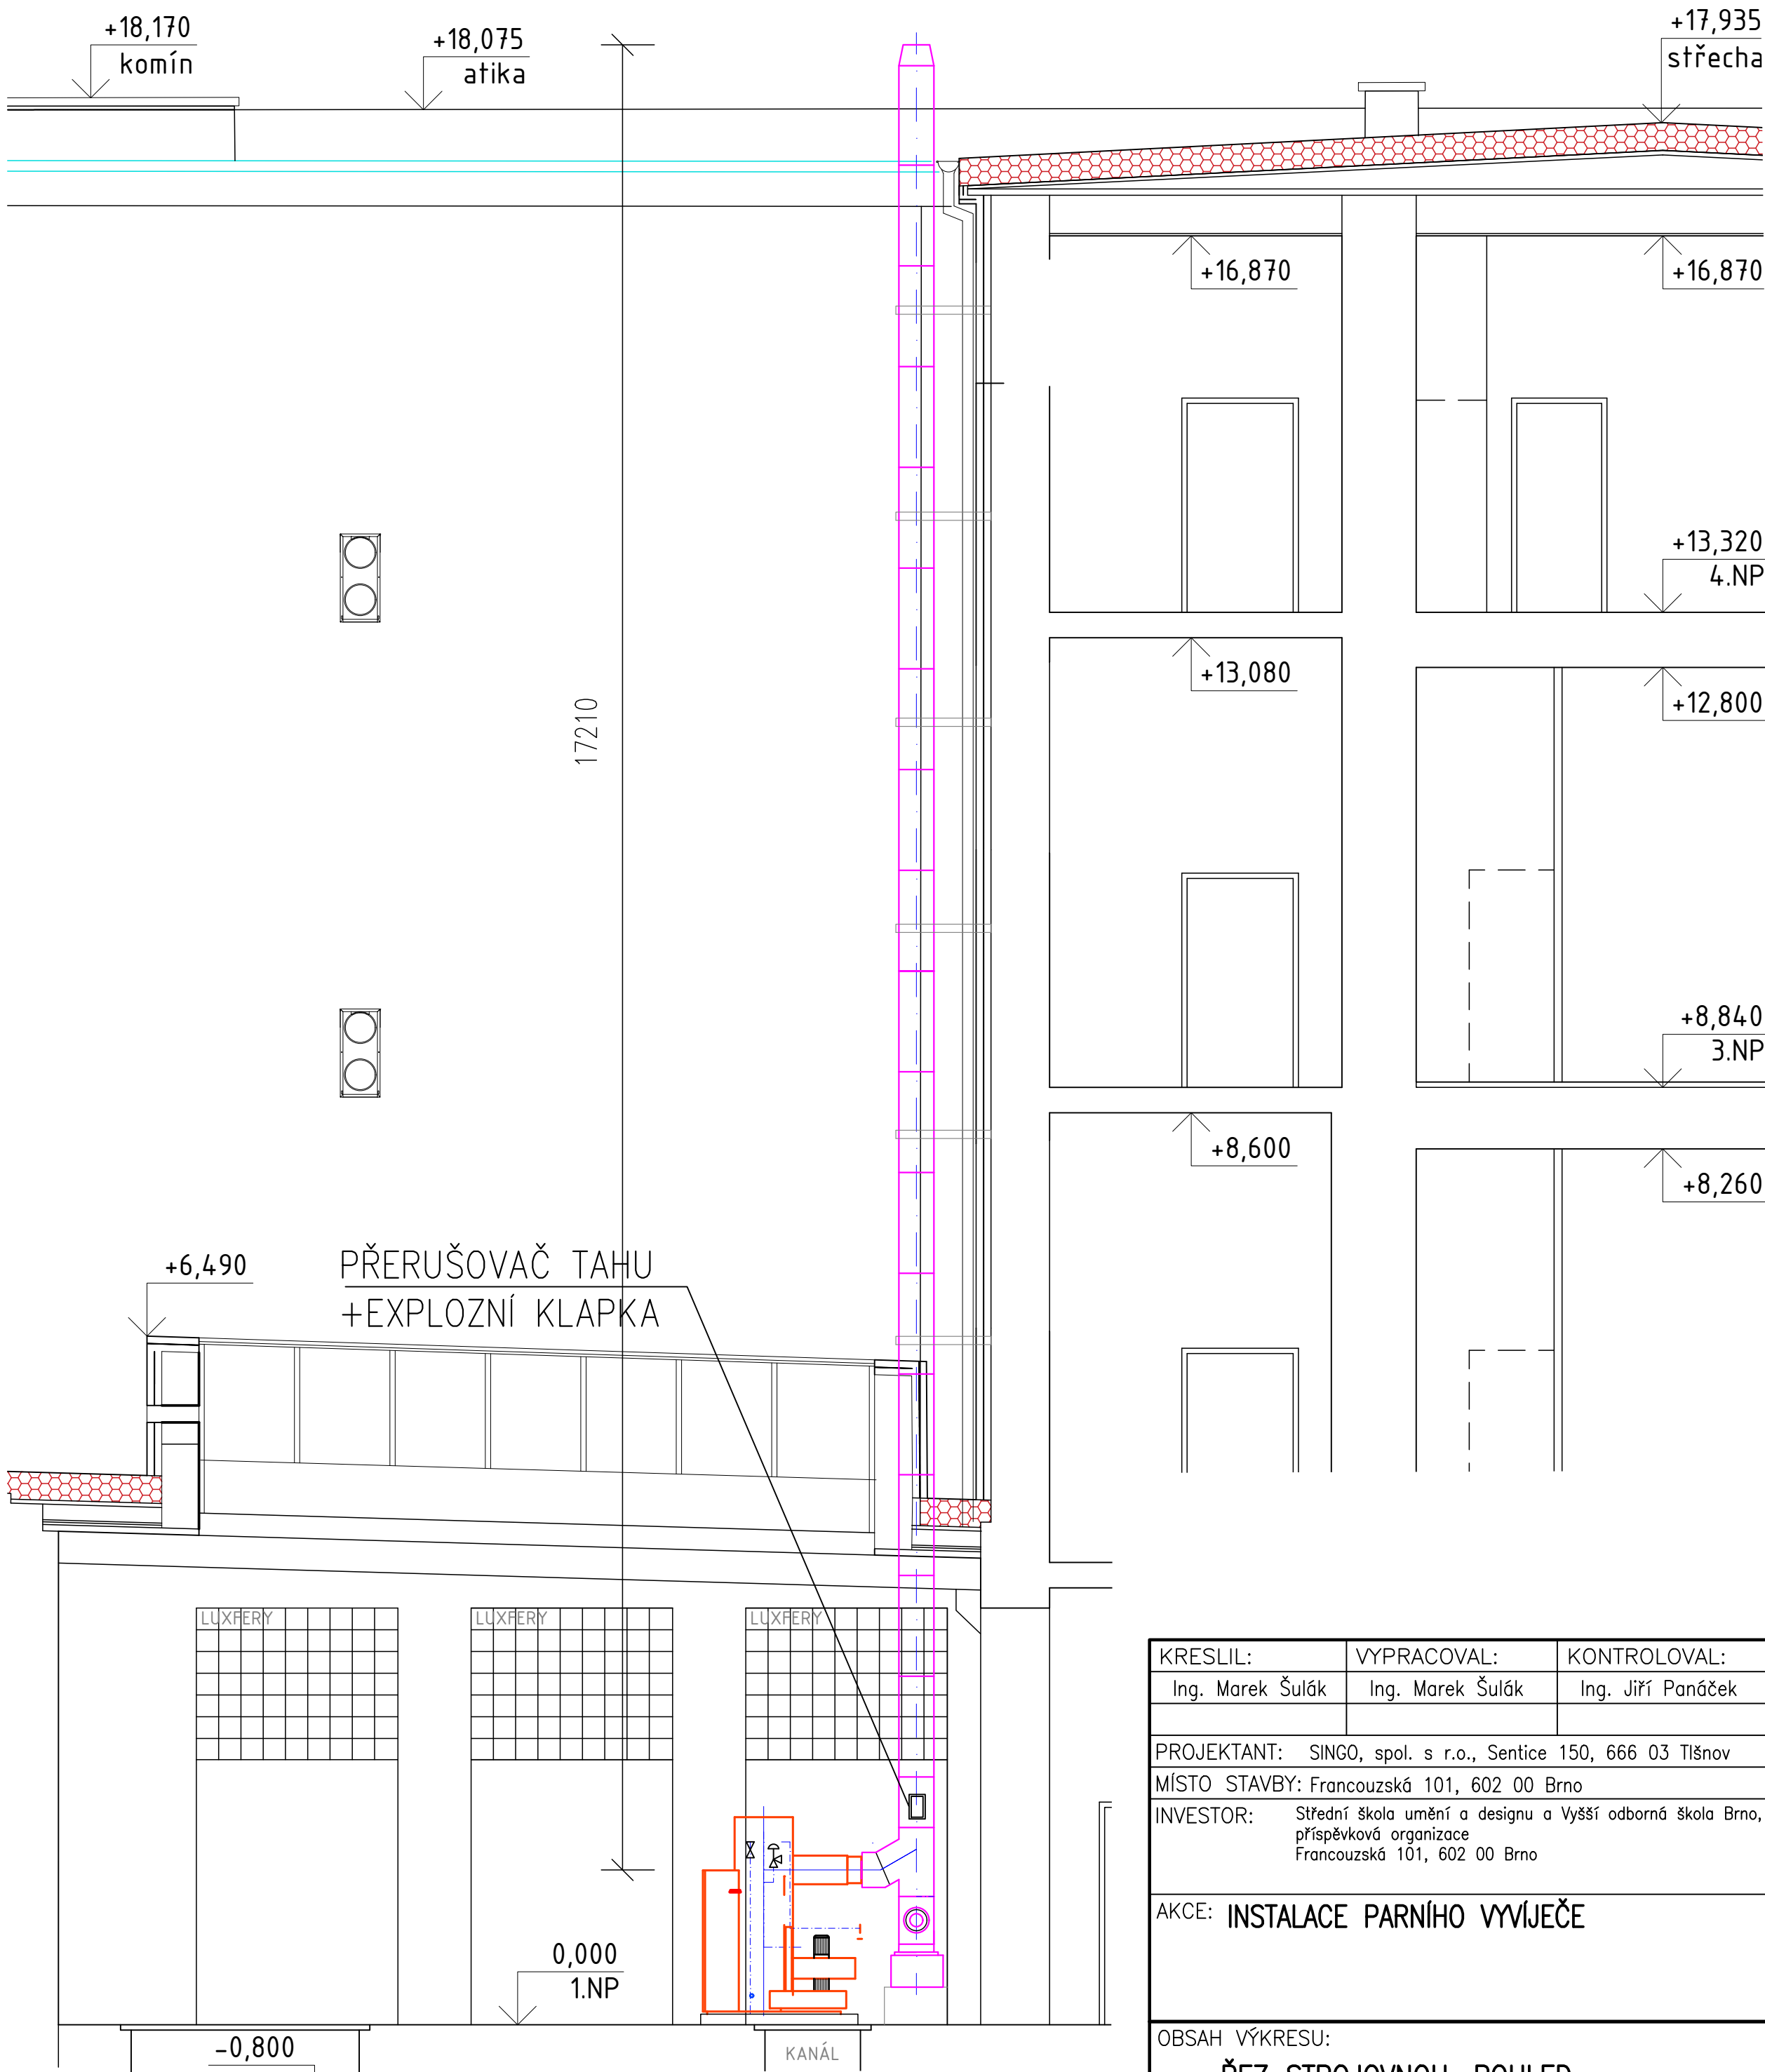 +18,170
komín
+18,075
atika
+17,935
střecha
+16,870
+16,870
+13,320
4.NP
+13,080
+12,800
17210
+8,840
3.NP
+8,600
+8,260
+6,490
PŘERUŠOVAČ TAHU
+EXPLOZNÍ KLAPKA
LUXFERY
LUXFERY
LUXFERY
0,000
1.NP
-0,800
KANÁL
KRESLIL: VYPRACOVAL: KONTROLOVAL:
Ing. Marek Šulák Ing. Marek Šulák Ing. Jiří Panáček
PROJEKTANT: SINGO, spol. s r.o., Sentice 150, 666 03 TIšnov
MÍSTO STAVBY: Francouzská 101, 602 00 Brno
INVESTOR: Střední škola umění a designu a Vyšší odborná škola Brno,
příspěvková organizace
Francouzská 101, 602 00 Brno
AKCE: INSTALACE PARNÍHO VYVÍJEČE
OBSAH VÝKRESU:
ŘEZ STROJOVNOU, POHLED